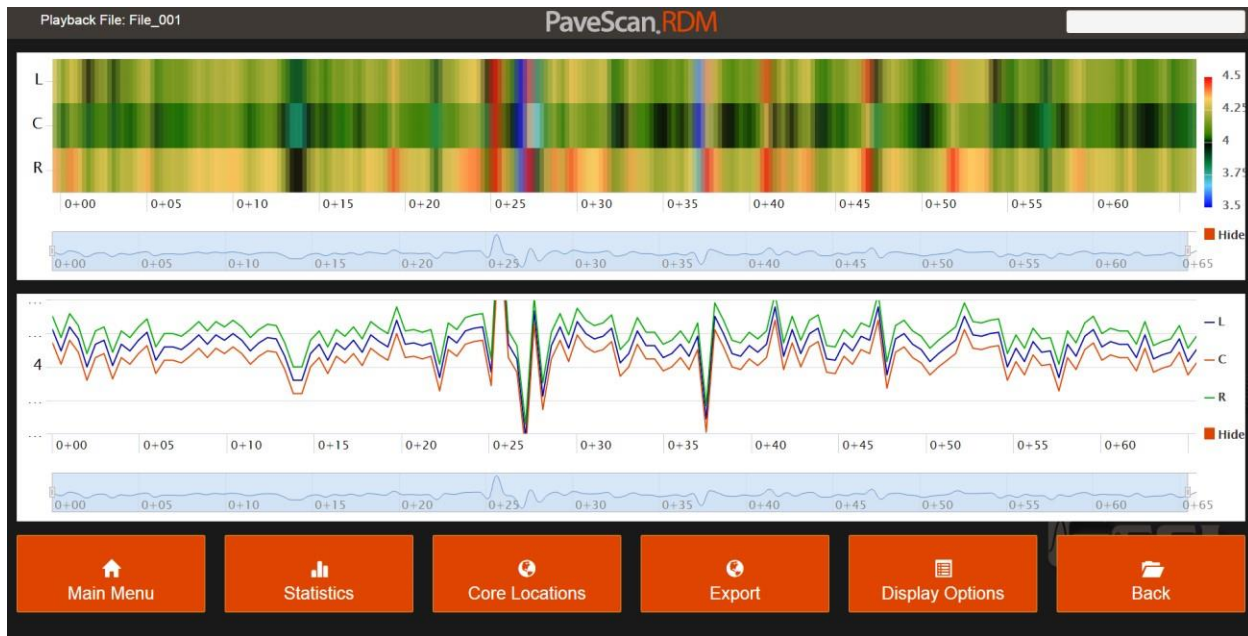 Playback File: File_001
PaveScan.RDM
L
C
R
4.5
4.25
4
3.75
3.5
0+00 0+05 0+10 0+15 0+20 0+25 0+30 0+35 0+40 0+45 0+50 0+55 0+60
Hide
0+00 0+05 0+10 0+15 0+20 0+25 0+30 0+35 0+40 0+45 0+50 0+55 0+60 0+65
...
...
4
...
...
L
C
R
0+00 0+05 0+10 0+15 0+20 0+25 0+30 0+35 0+40 0+45 0+50 0+55 0+60
Hide
0+00 0+05 0+10 0+15 0+20 0+25 0+30 0+35 0+40 0+45 0+50 0+55 0+60 0+65
Main Menu
Statistics
Core Locations
Export
Display Options
Back